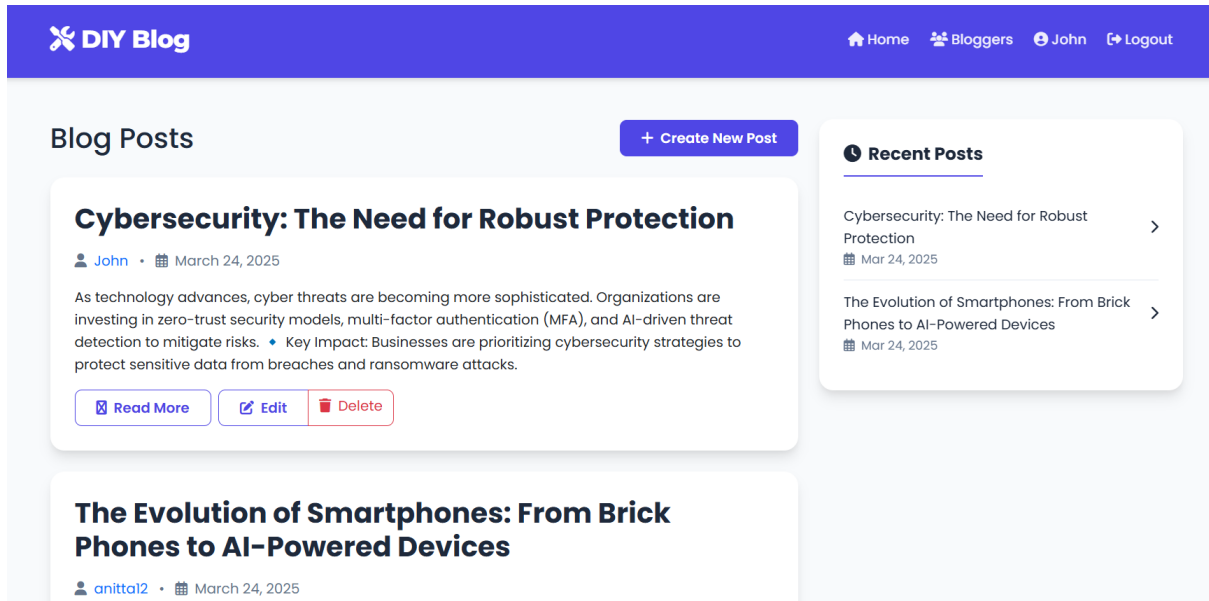 DIY Blog
Home Bloggers John Logout
Blog Posts
+ Create New Post
Cybersecurity: The Need for Robust Protection
John • March 24, 2025
As technology advances, cyber threats are becoming more sophisticated. Organizations are
investing in zero-trust security models, multi-factor authentication (MFA), and AI-driven threat
detection to mitigate risks. 🔹 Key Impact: Businesses are prioritizing cybersecurity strategies to
protect sensitive data from breaches and ransomware attacks.
Read More Edit Delete
The Evolution of Smartphones: From Brick
Phones to AI-Powered Devices
anitta12 • March 24, 2025
Recent Posts
Cybersecurity: The Need for Robust
Protection
Mar 24, 2025
The Evolution of Smartphones: From Brick
Phones to AI-Powered Devices
Mar 24, 2025